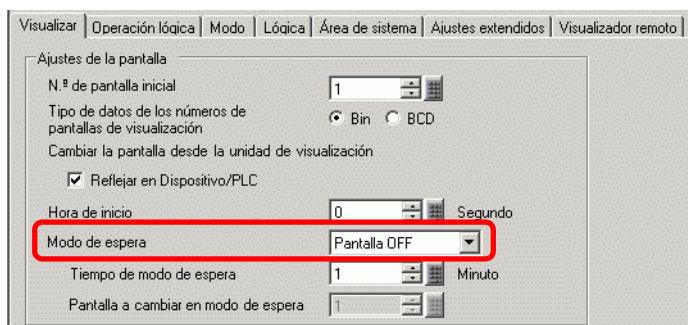 Visualizar Operación lógica Modo Lógica Área de sistema Ajustes extendidos Visualizador remoto
Ajustes de la pantalla
N.º de pantalla inicial 1
Tipo de datos de los números de
pantallas de visualización Bin BCD
Cambiar la pantalla desde la unidad de visualización
Reflejar en Dispositivo/PLC
Hora de inicio 0 Segundo
Modo de espera Pantalla OFF
Tiempo de modo de espera 1 Minuto
Pantalla a cambiar en modo de espera 1